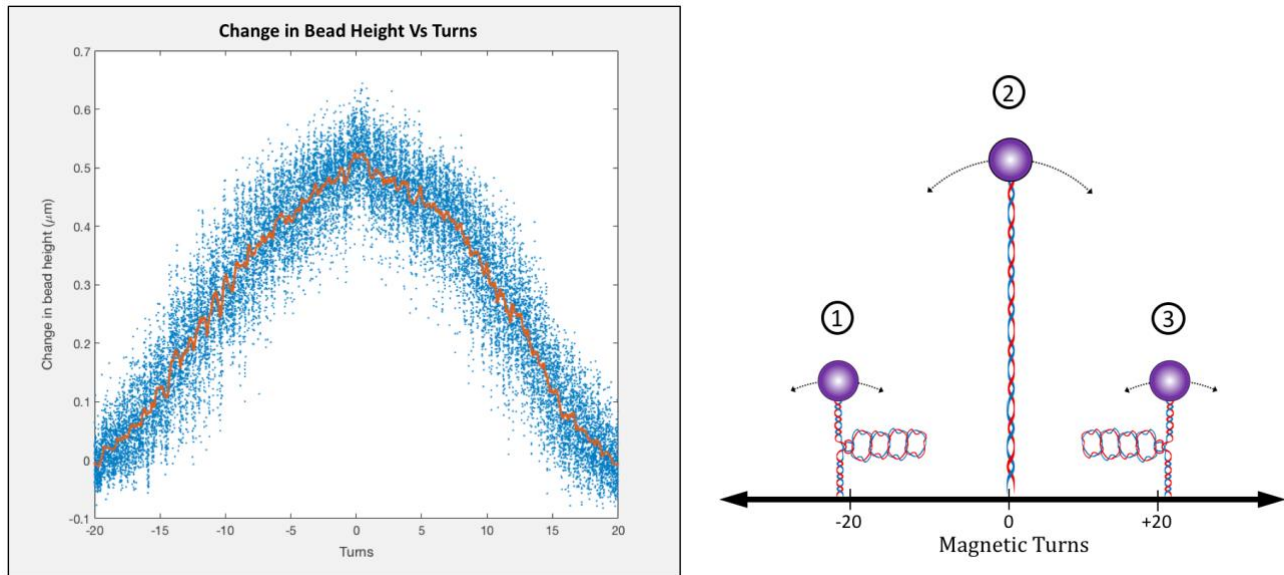 Change in Bead Height Vs Turns
Change in bead height (μm)
0.7
0.6
0.5
0.4
0.3
0.2
0.1
0
-0.1
-20 -15 -10 -5 0 5 10 15 20
Turns
2
1
3
-20 0 +20
Magnetic Turns